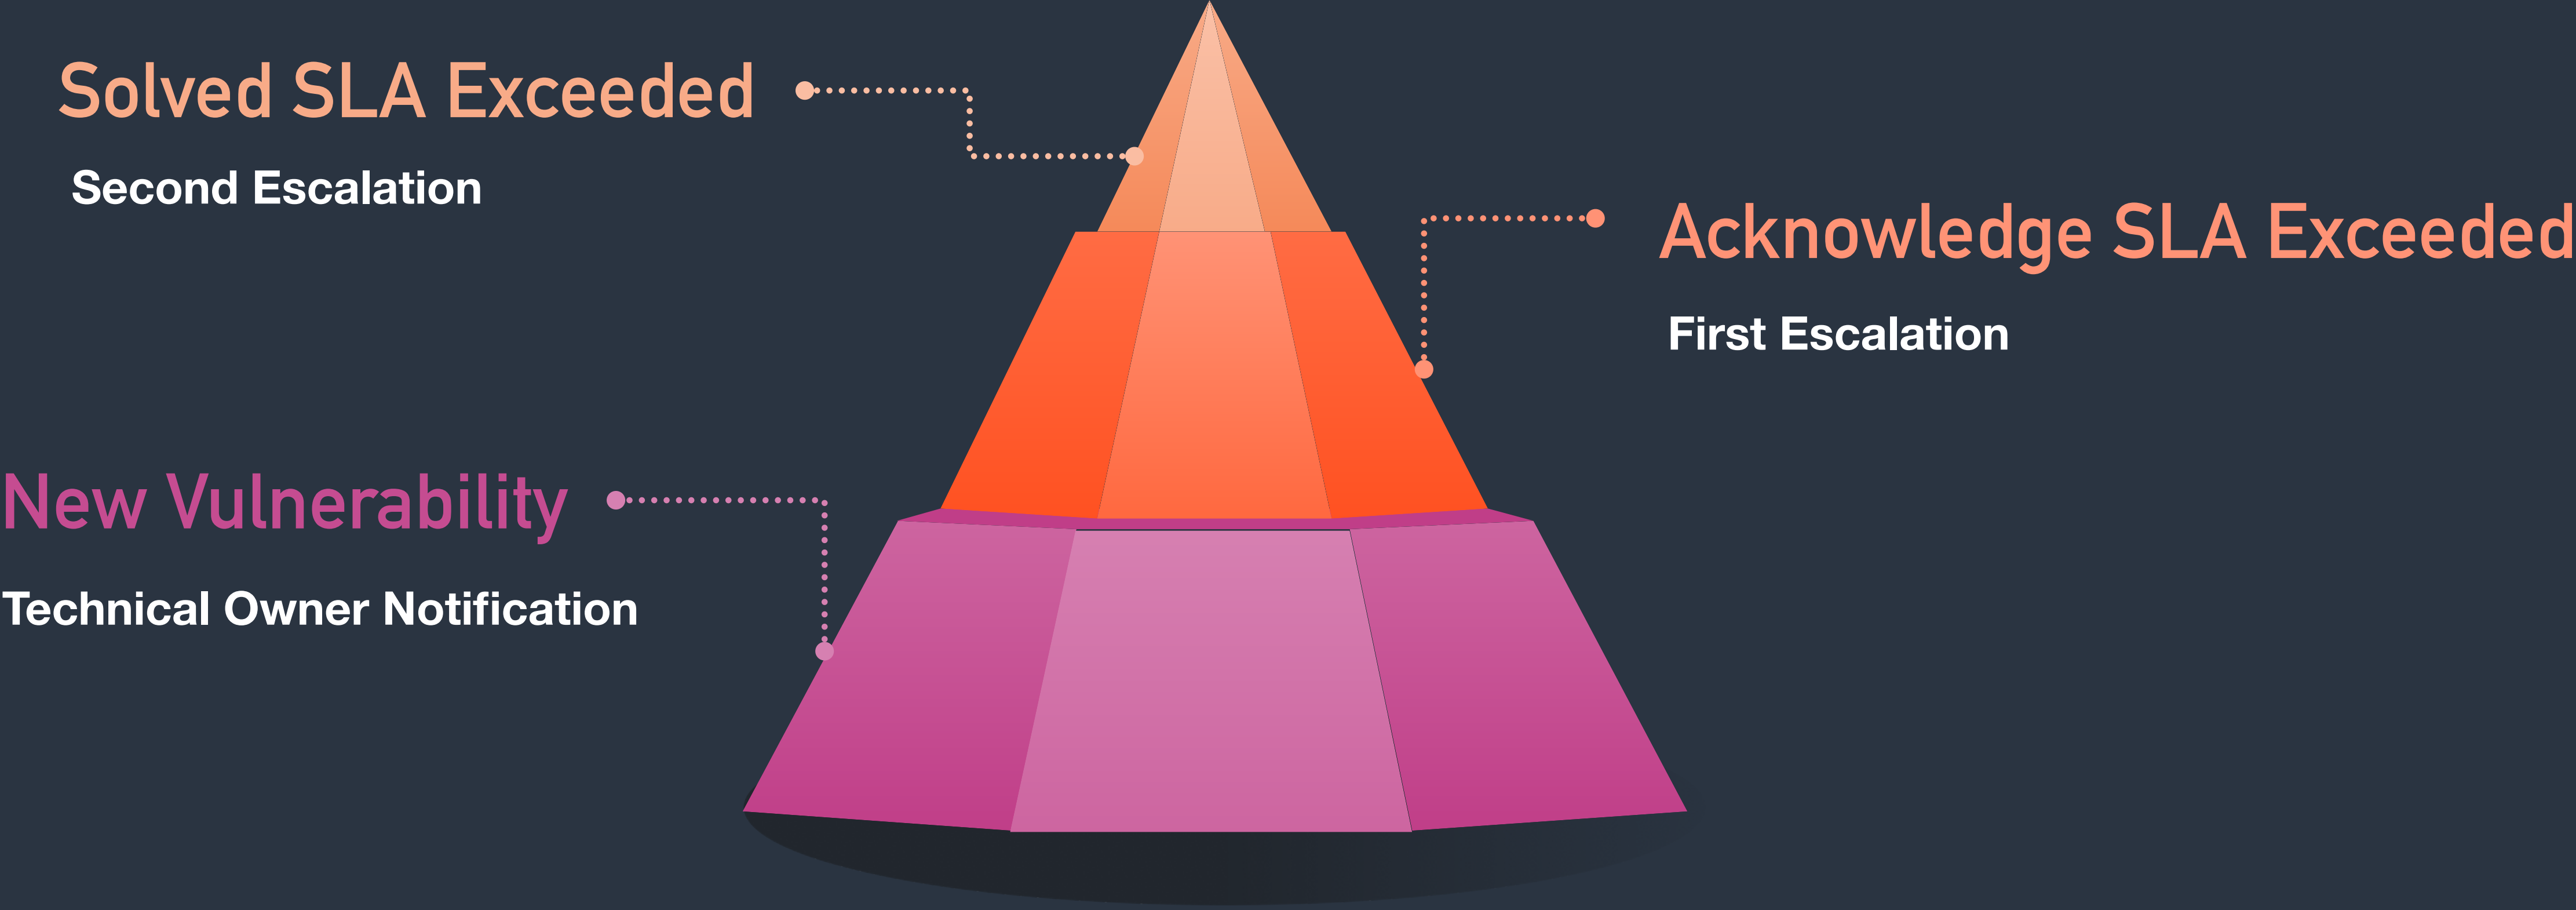 Solved SLA Exceeded
Second Escalation
Acknowledge SLA Exceeded
First Escalation
New Vulnerability
Technical Owner Notification